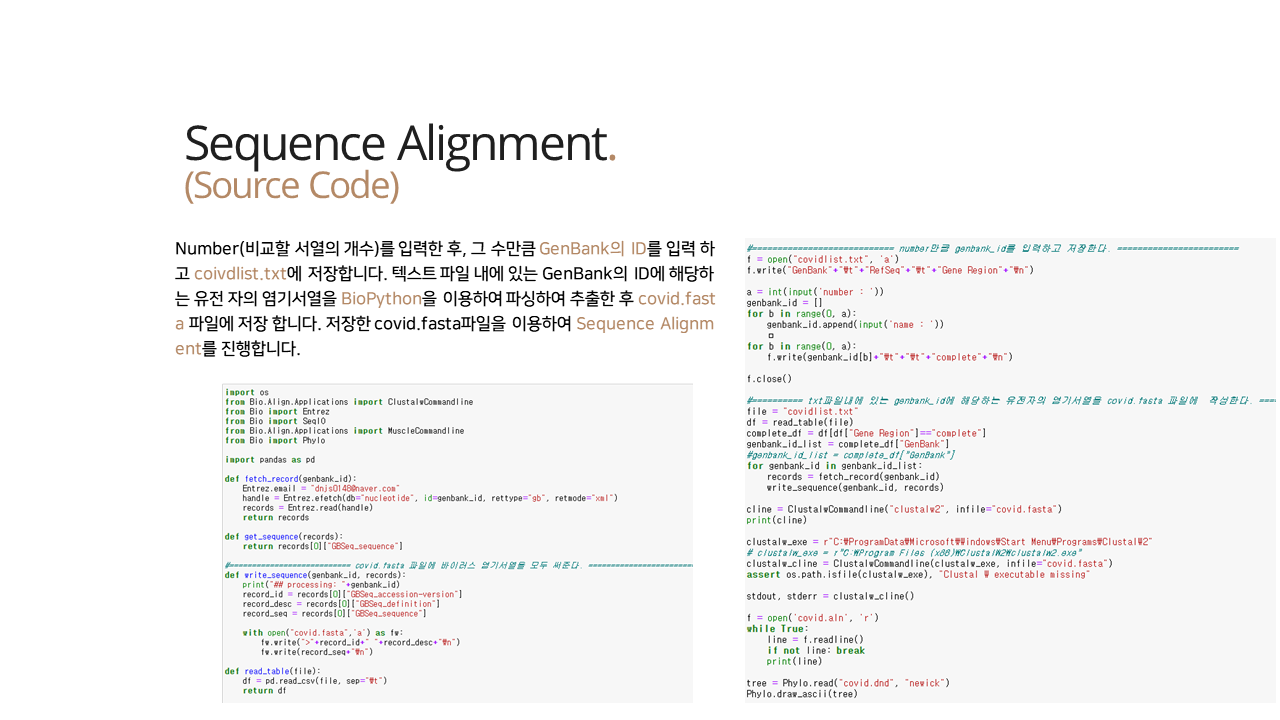 Sequence Alignment.
(Source Code)
Number(비교할 서열의 개수)를 입력한 후, 그 수만큼 GenBank의 ID를 입력 하
고 coivdlist.txt에 저장합니다. 텍스트 파일 내에 있는 GenBank의 ID에 해당하
는 유전 자의 염기서열을 BioPython을 이용하여 파싱하여 추출한 후 covid.fast
a 파일에 저장 합니다. 저장한 covid.fasta파일을 이용하여 Sequence Alignm
ent를 진행합니다.
import os
from Bio.Align.Applications import ClustalwCommandline
from Bio import Entrez
from Bio import SeqIO
from Bio.Align.Applications import MuscleCommandline
from Bio import Phylo
import pandas as pd
def fetch_record(genbank_id):
Entrez.email = "dnjs0148@naver.com"
handle = Entrez.efetch(db="nucleotide", id=genbank_id, rettype="gb", retmode="xml")
records = Entrez.read(handle)
return records
def get_sequence(records):
return records[0]["GBSeq_sequence"]
#=========================== covid.fasta 파일에 바이러스 염기서열을 모두 써준다. =======================
def write_sequence(genbank_id, records):
print("## processing: "+genbank_id)
record_id = records[0]["GBSeq_accession-version"]
record_desc = records[0]["GBSeq_definition"]
record_seq = records[0]["GBSeq_sequence"]
with open("covid.fasta",'a') as fw:
fw.write(">"+record_id+" "+record_desc+"₩n")
fw.write(record_seq+"₩n")
def read_table(file):
df = pd.read_csv(file, sep="₩t")
return df
#============================ number만큼 genbank_id를 입력하고 저장한다. ========================
f = open("covidlist.txt", 'a')
f.write("GenBank"+"₩t"+"RefSeq"+"₩t"+"Gene Region"+"₩n")
a = int(input('number : '))
genbank_id = []
for b in range(0, a):
genbank_id.append(input('name : '))
for b in range(0, a):
f.write(genbank_id[b]+"₩t"+"₩t"+"complete"+"₩n")
f.close()
#========== txt파일내에 있는 genbank_id에 해당하는 유전자의 염기서열을 covid.fasta 파일에 작성한다. ====
file = "covidlist.txt"
df = read_table(file)
complete_df = df[df["Gene Region"]=="complete"]
genbank_id_list = complete_df["GenBank"]
#genbank_id_list = complete_df["GenBank"]
for genbank_id in genbank_id_list:
records = fetch_record(genbank_id)
write_sequence(genbank_id, records)
cline = ClustalwCommandline("clustalw2", infile="covid.fasta")
print(cline)
clustalw_exe = r"C:₩ProgramData₩Microsoft₩Windows₩Start Menu₩Programs₩ClustalW2"
# clustalw_exe = r"C:₩Program Files (x86)₩ClustalW2₩clustalw2.exe"
clustalw_cline = ClustalwCommandline(clustalw_exe, infile="covid.fasta")
assert os.path.isfile(clustalw_exe), "Clustal W executable missing"
stdout, stderr = clustalw_cline()
f = open('covid.aln', 'r')
while True:
line = f.readline()
if not line: break
print(line)
tree = Phylo.read("covid.dnd", "newick")
Phylo.draw_ascii(tree)